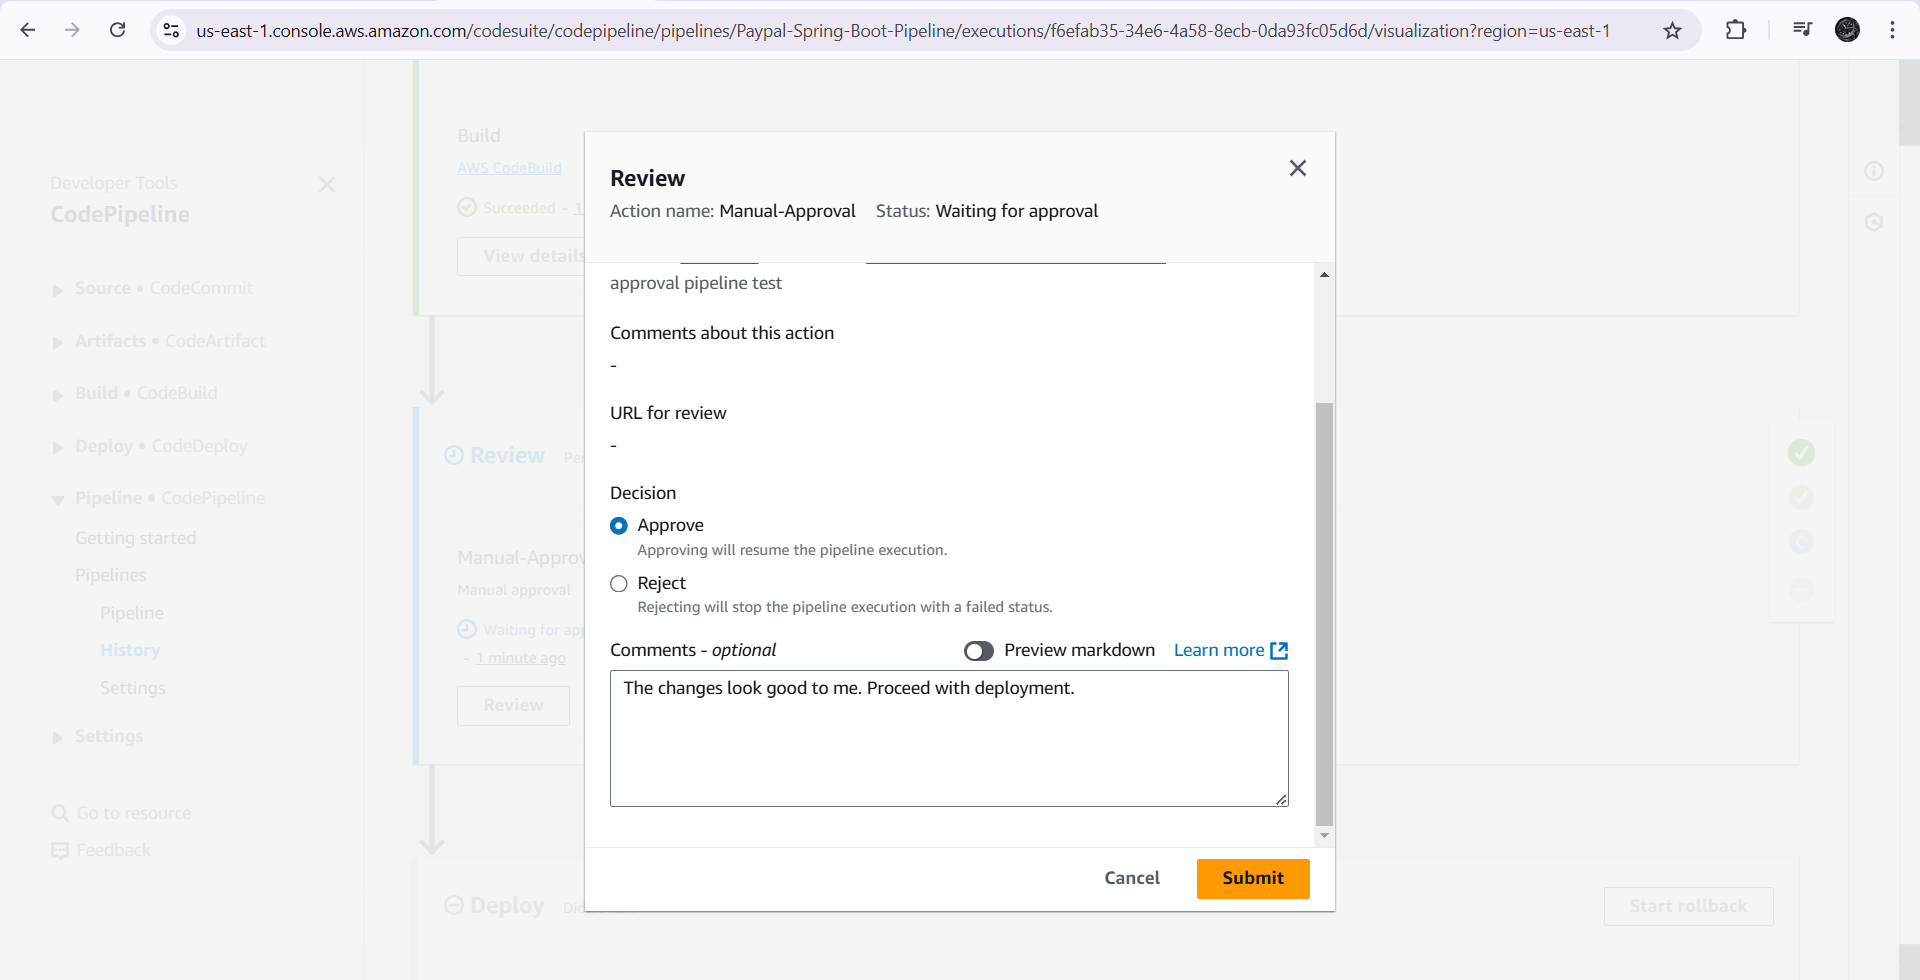 us-east-1.console.aws.amazon.com/codesuite/codepipeline/pipelines/Paypal-Spring-Boot-Pipeline/executions/f6efab35-34e6-4a58-8ecb-0da93fc05d6d/visualization?region=us-east-1
Developer Tools
CodePipeline
Source • CodeCommit
Artifacts • CodeArtifact
Build • CodeBuild
Deploy • CodeDeploy
Pipeline • CodePipeline
Getting started
Pipelines
Pipeline
History
Settings
Settings
Go to resource
Feedback
Build
AWS CodeBuild
Succeeded - 1
View details
Review
Manual-Approv
Manual approval
Waiting for app
- 1 minute ago
Review
Deploy
Start rollback
Review
Action name: Manual-Approval Status: Waiting for approval
approval pipeline test
Comments about this action
-
URL for review
-
Decision
Approve
Approving will resume the pipeline execution.
Reject
Rejecting will stop the pipeline execution with a failed status.
Comments - optional Preview markdown Learn more
The changes look good to me. Proceed with deployment.
Cancel Submit